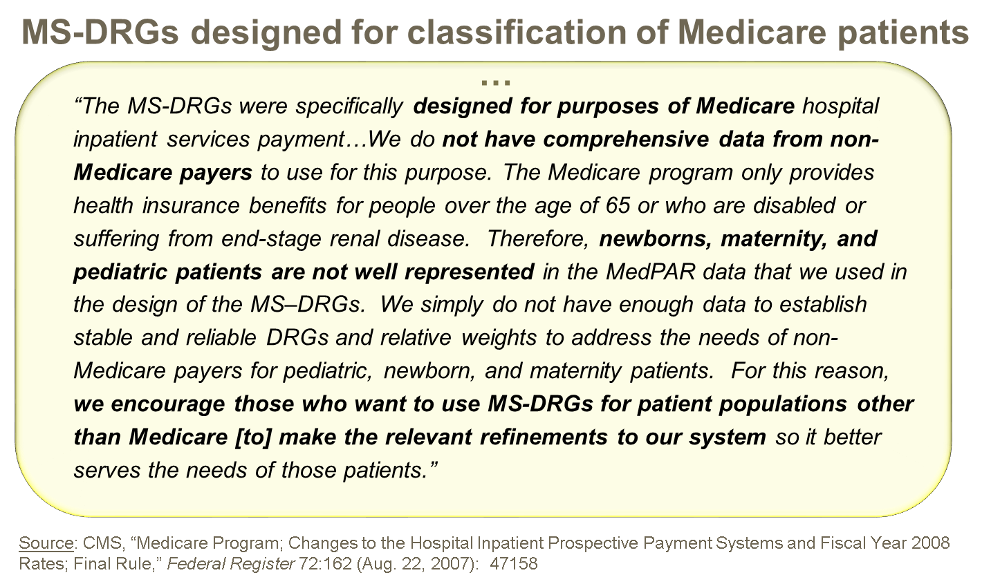 MS-DRGs designed for classification of Medicare patients
…
“The MS-DRGs were specifically designed for purposes of Medicare hospital
inpatient services payment…We do not have comprehensive data from non-
Medicare payers to use for this purpose. The Medicare program only provides
health insurance benefits for people over the age of 65 or who are disabled or
suffering from end-stage renal disease. Therefore, newborns, maternity, and
pediatric patients are not well represented in the MedPAR data that we used in
the design of the MS–DRGs. We simply do not have enough data to establish
stable and reliable DRGs and relative weights to address the needs of non-
Medicare payers for pediatric, newborn, and maternity patients. For this reason,
we encourage those who want to use MS-DRGs for patient populations other
than Medicare [to] make the relevant refinements to our system so it better
serves the needs of those patients.”
Source: CMS, “Medicare Program; Changes to the Hospital Inpatient Prospective Payment Systems and Fiscal Year 2008
Rates; Final Rule,” Federal Register 72:162 (Aug. 22, 2007): 47158